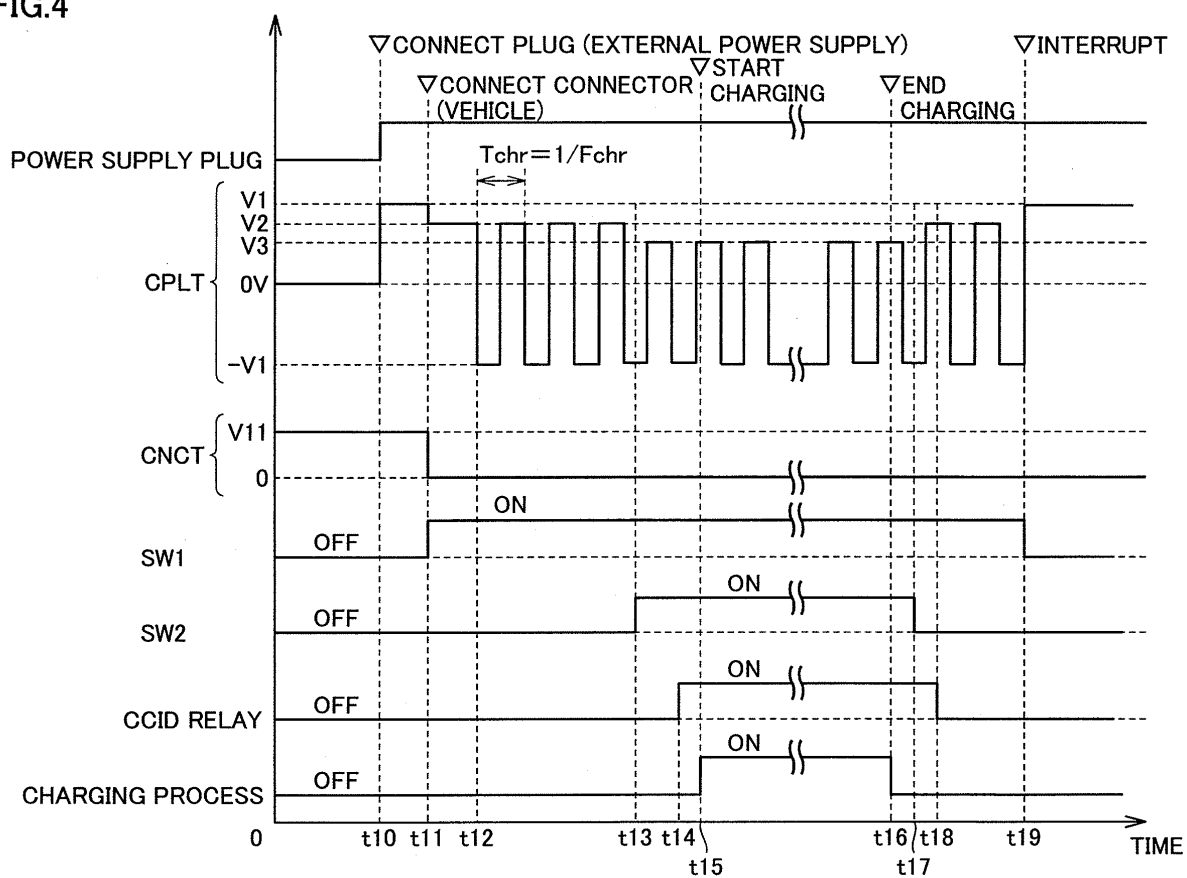 FIG.4
▽CONNECT PLUG (EXTERNAL POWER SUPPLY)
▽INTERRUPT
▽CONNECT CONNECTOR
(VEHICLE)
▽START
CHARGING
▽END
CHARGING
POWER SUPPLY PLUG
Tchr=1/Fchr
CPLT
V1
V2
V3
0V
-V1
CNCT
V11
0
SW1
OFF
ON
SW2
OFF
ON
CCID RELAY
OFF
ON
CHARGING PROCESS
OFF
ON
0
t10 t11 t12 t13 t14 t15 t16 t17 t18 t19
TIME